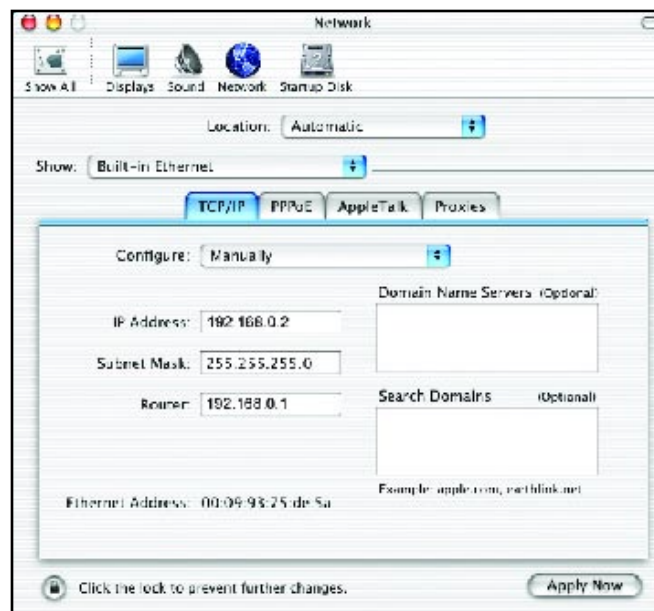 Network
Show All
Displays
Sound
Network
Startup Disk
Location: Automatic
Show: Built-in Ethernet
TCP/IP
PPPoE
AppleTalk
Proxies
Configure: Manually
Domain Name Servers (Optional)
IP Address: 192.168.0.2
Subnet Mask: 255.255.255.0
Router: 192.168.0.1
Search Domains (Optional)
Example: apple.com, earthlink.net
Ethernet Address: 00:09:93:75:de:5a
Click the lock to prevent further changes.
Apply Now